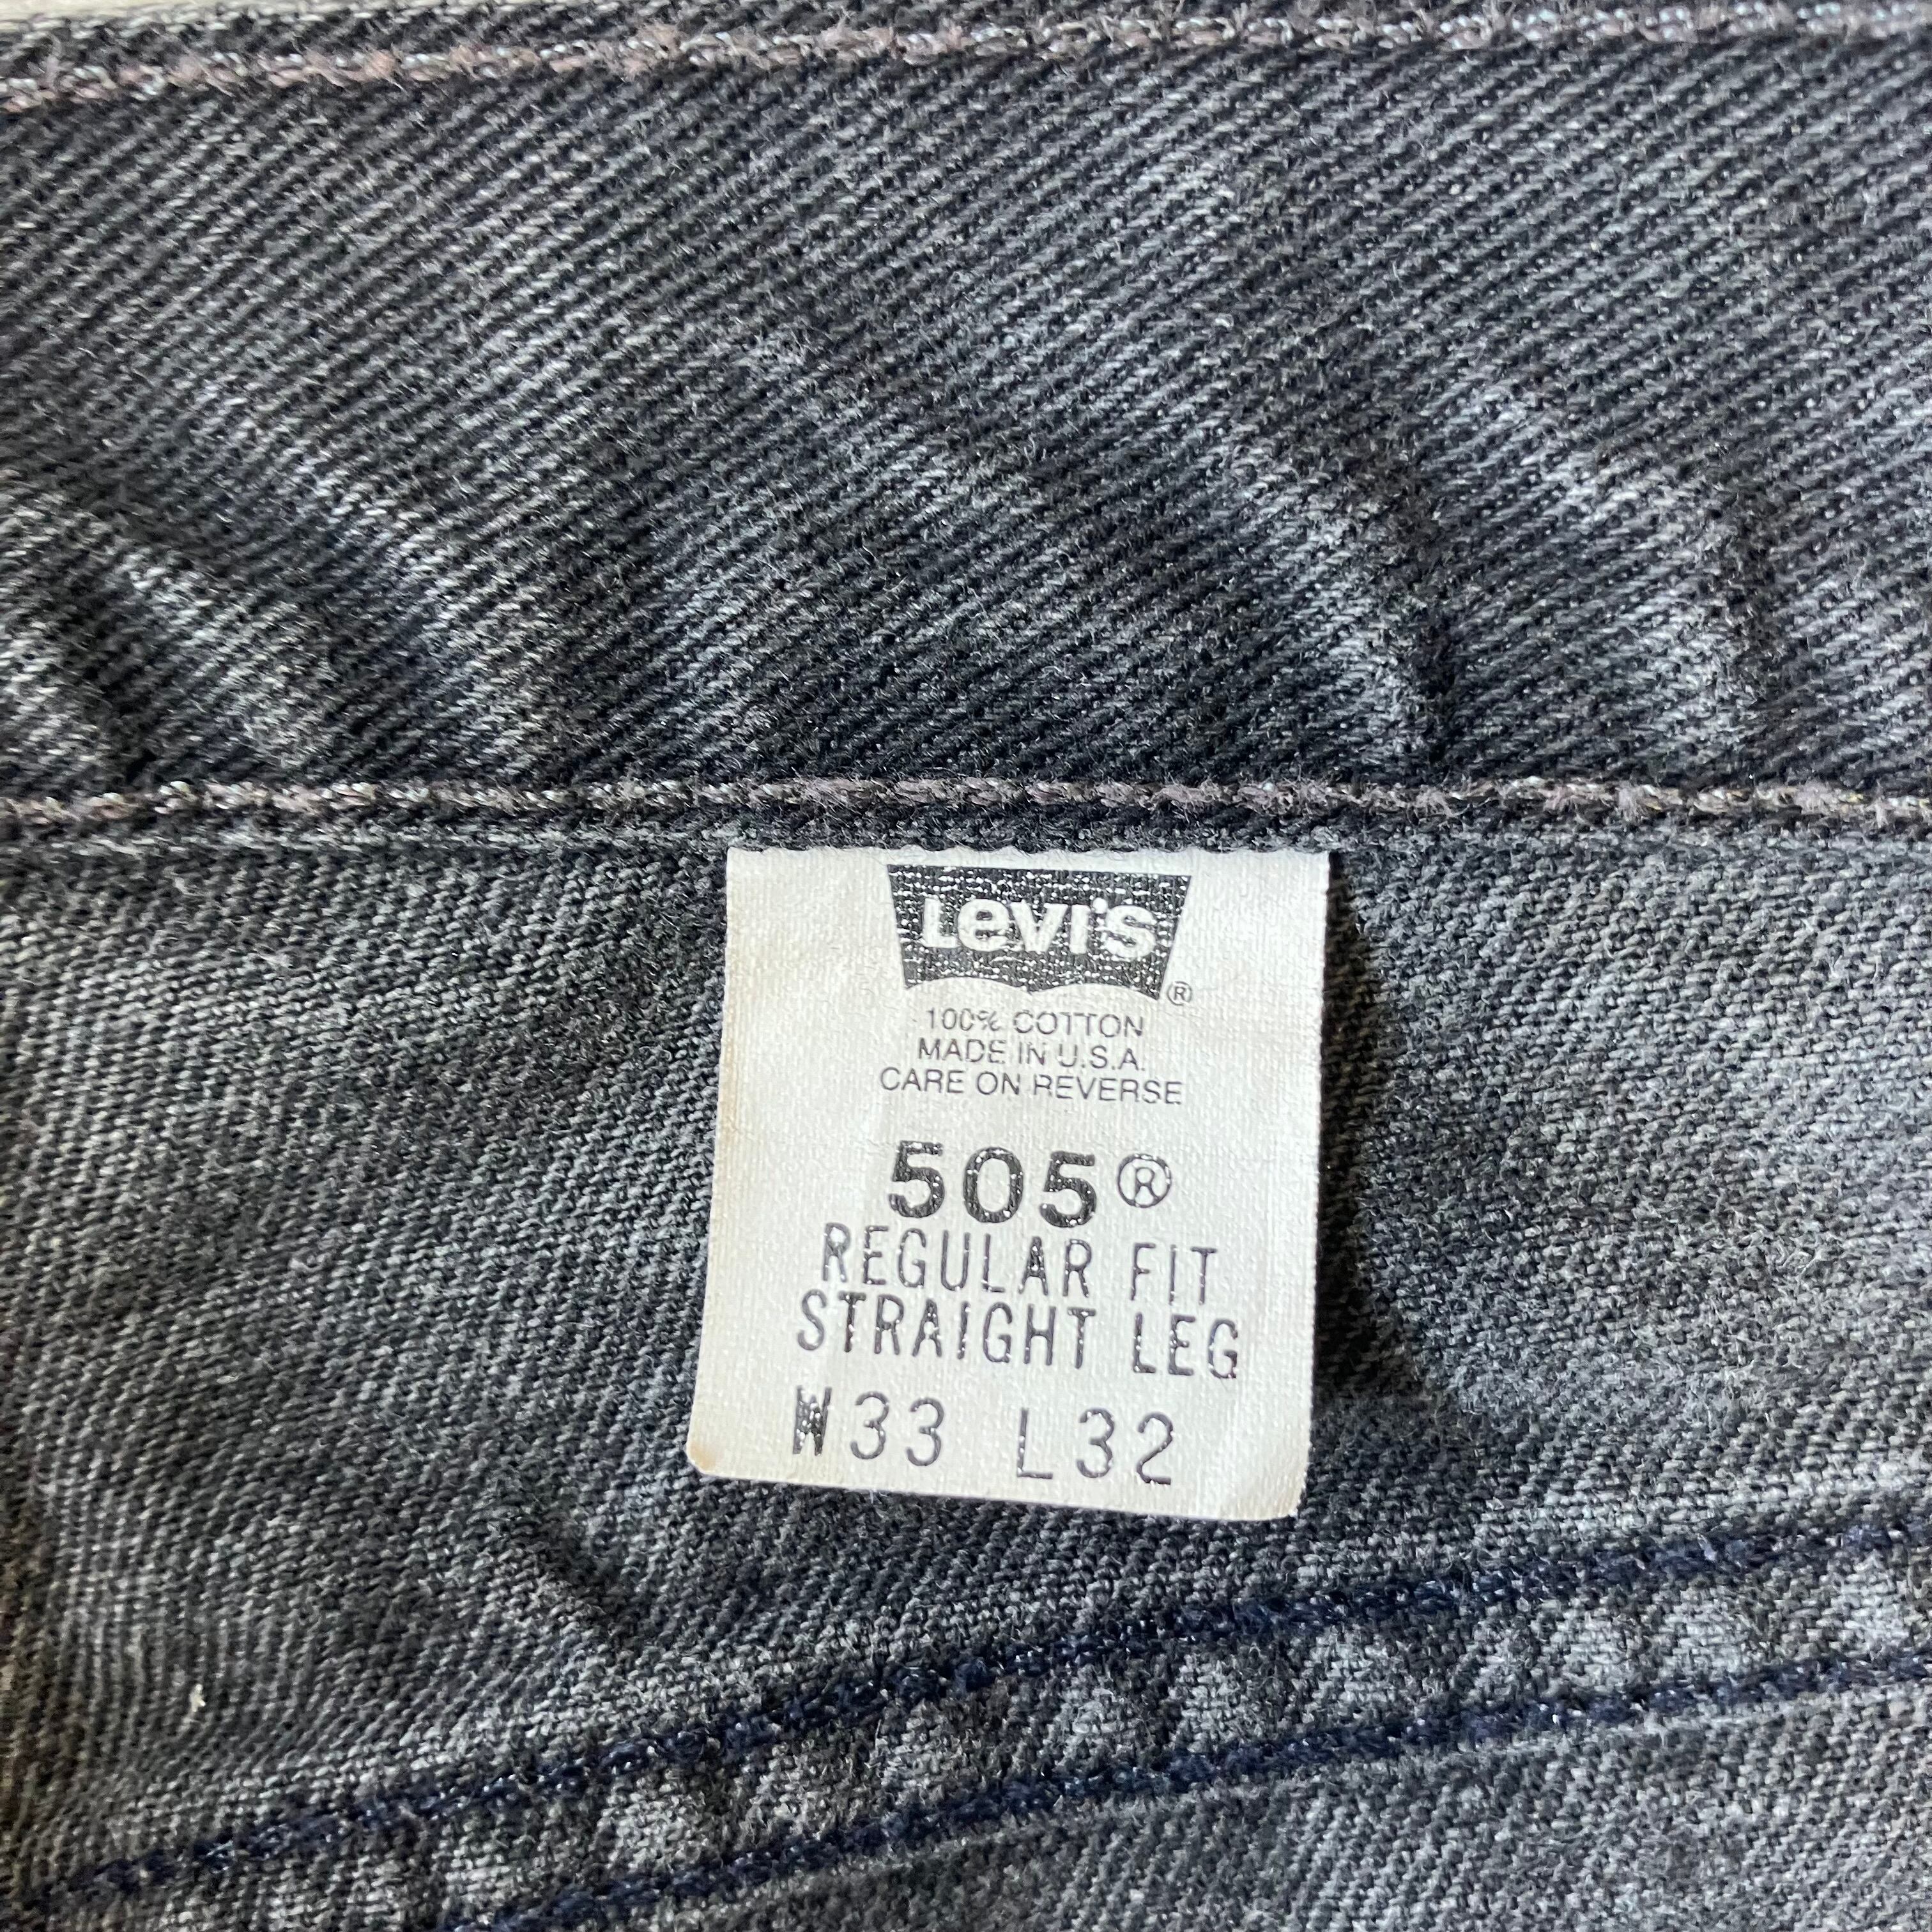 Levi's
®
100% COTTON
MADE IN U.S.A.
CARE ON REVERSE
505®
REGULAR FIT
STRAIGHT LEG
W33 L32